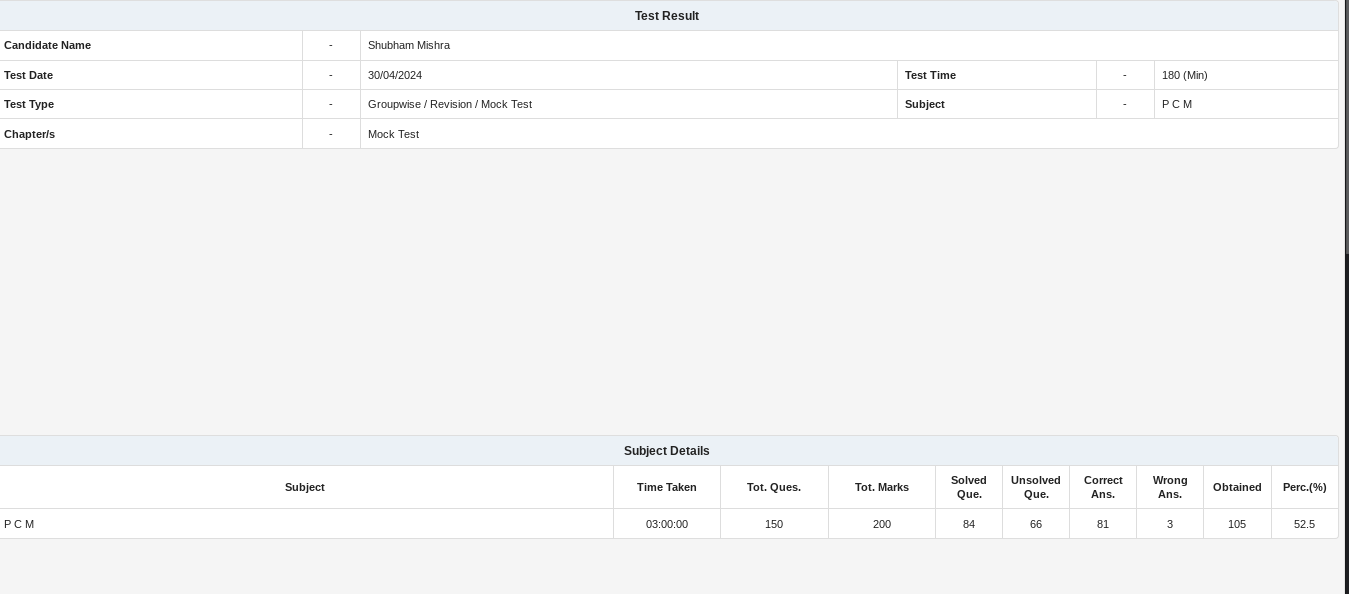 Test Result
Candidate Name - Shubham Mishra
Test Date - 30/04/2024 Test Time - 180 (Min)
Test Type - Groupwise / Revision / Mock Test Subject - P C M
Chapter/s - Mock Test
Subject Details
Subject Time Taken Tot. Ques. Tot. Marks Solved Que. Unsolved Que. Correct Ans. Wrong Ans. Obtained Perc.(%)
P C M 03:00:00 150 200 84 66 81 3 105 52.5